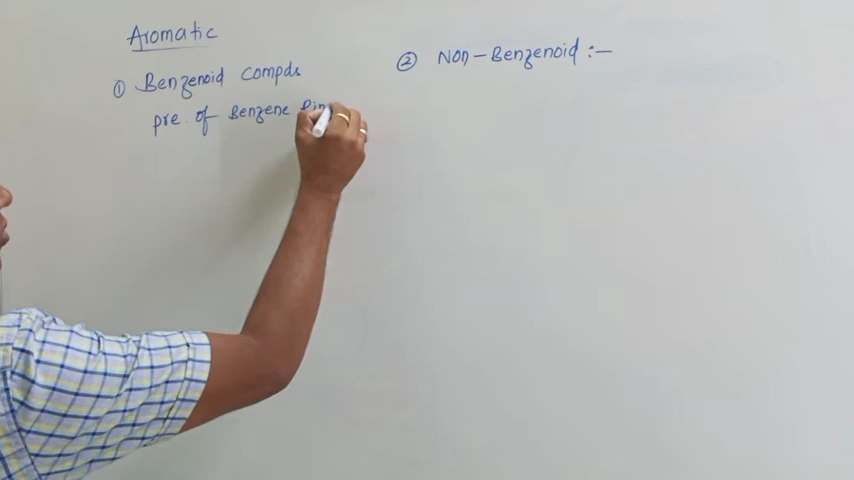 Aromatic
① Benzenoid Compds
pre. of Benzene
② Non-Benzenoid :-